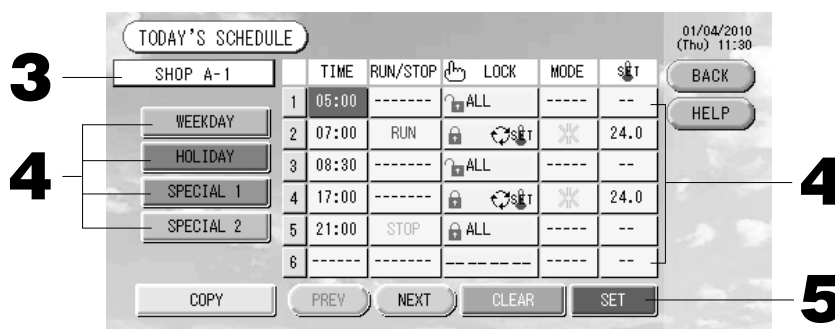 TODAY'S SCHEDULE
01/04/2010
(Thu) 11:30
3
SHOP A-1
TIME RUN/STOP LOCK MODE SET
BACK
HELP
1 05:00 ------- ALL ----- --
WEEKDAY
2 07:00 RUN SET 24.0
HOLIDAY
3 08:30 ------- ALL ----- --
4
4
SPECIAL 1
4 17:00 ------- SET 24.0
SPECIAL 2
5 21:00 STOP ALL ----- --
6 ------ ------- -------- ----- --
COPY PREV NEXT CLEAR SET
5